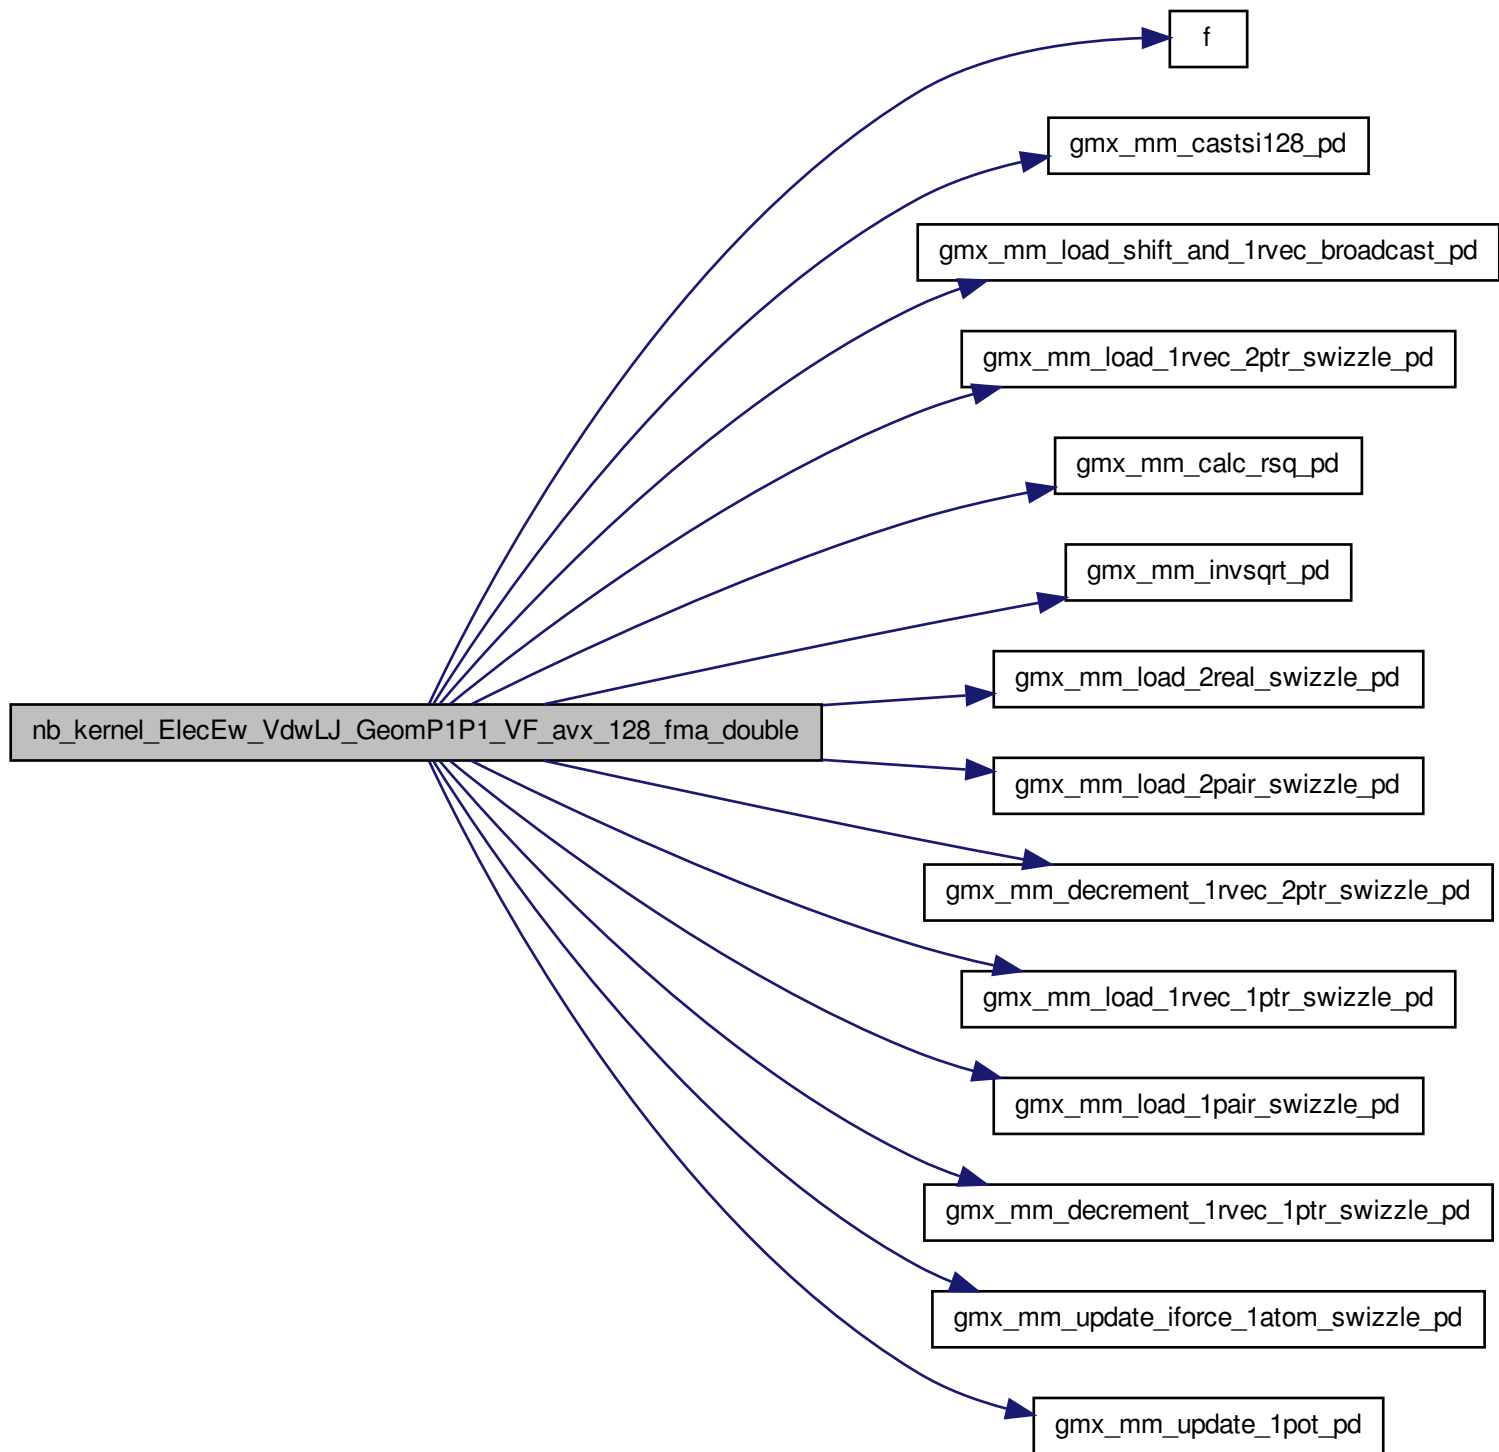 f
gmx_mm_castsi128_pd
gmx_mm_load_shift_and_1rvec_broadcast_pd
gmx_mm_load_1rvec_2ptr_swizzle_pd
gmx_mm_calc_rsq_pd
gmx_mm_invsqrt_pd
gmx_mm_load_2real_swizzle_pd
nb_kernel_ElecEw_VdwLJ_GeomP1P1_VF_avx_128_fma_double
gmx_mm_load_2pair_swizzle_pd
gmx_mm_decrement_1rvec_2ptr_swizzle_pd
gmx_mm_load_1rvec_1ptr_swizzle_pd
gmx_mm_load_1pair_swizzle_pd
gmx_mm_decrement_1rvec_1ptr_swizzle_pd
gmx_mm_update_iforce_1atom_swizzle_pd
gmx_mm_update_1pot_pd